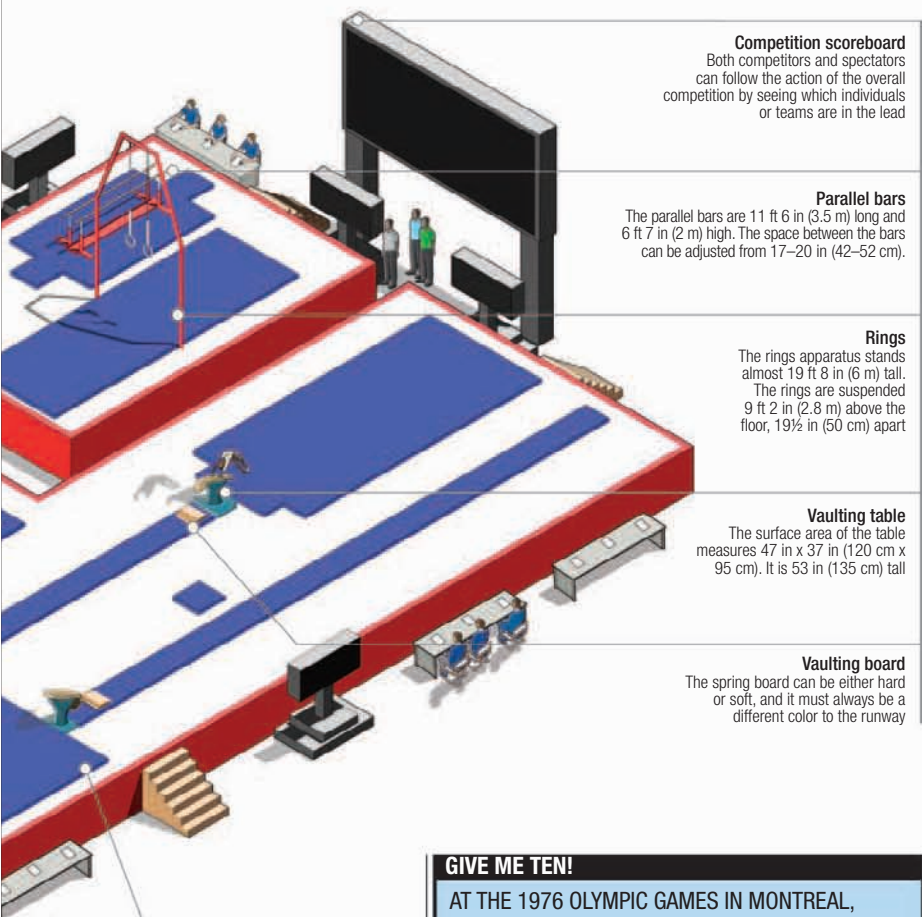 Competition scoreboard
Both competitors and spectators
can follow the action of the overall
competition by seeing which individuals
or teams are in the lead
Parallel bars
The parallel bars are 11 ft 6 in (3.5 m) long and
6 ft 7 in (2 m) high. The space between the bars
can be adjusted from 17–20 in (42–52 cm).
Rings
The rings apparatus stands
almost 19 ft 8 in (6 m) tall.
The rings are suspended
9 ft 2 in (2.8 m) above the
floor, 19½ in (50 cm) apart
Vaulting table
The surface area of the table
measures 47 in x 37 in (120 cm x
95 cm). It is 53 in (135 cm) tall
Vaulting board
The spring board can be either hard
or soft, and it must always be a
different color to the runway
GIVE ME TEN!
AT THE 1976 OLYMPIC GAMES IN MONTREAL,